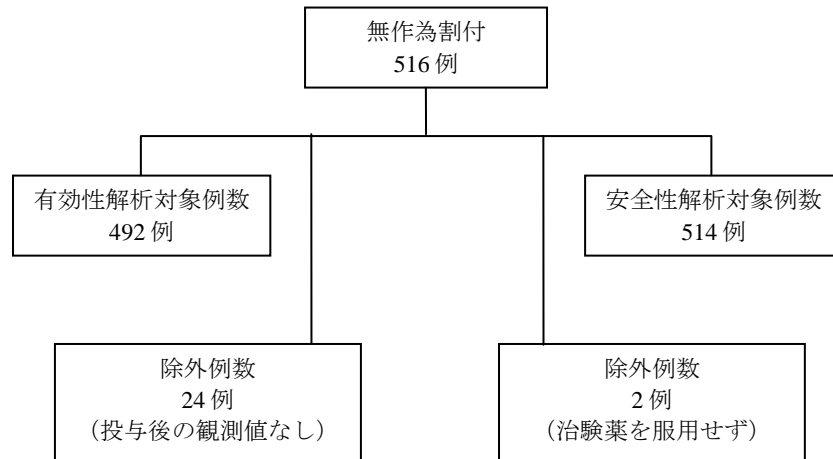 無作為割付
516 例
有効性解析対象例数
492 例
安全性解析対象例数
514 例
除外例数
24 例
（投与後の観測値なし）
除外例数
2 例
（治験薬を服用せず）